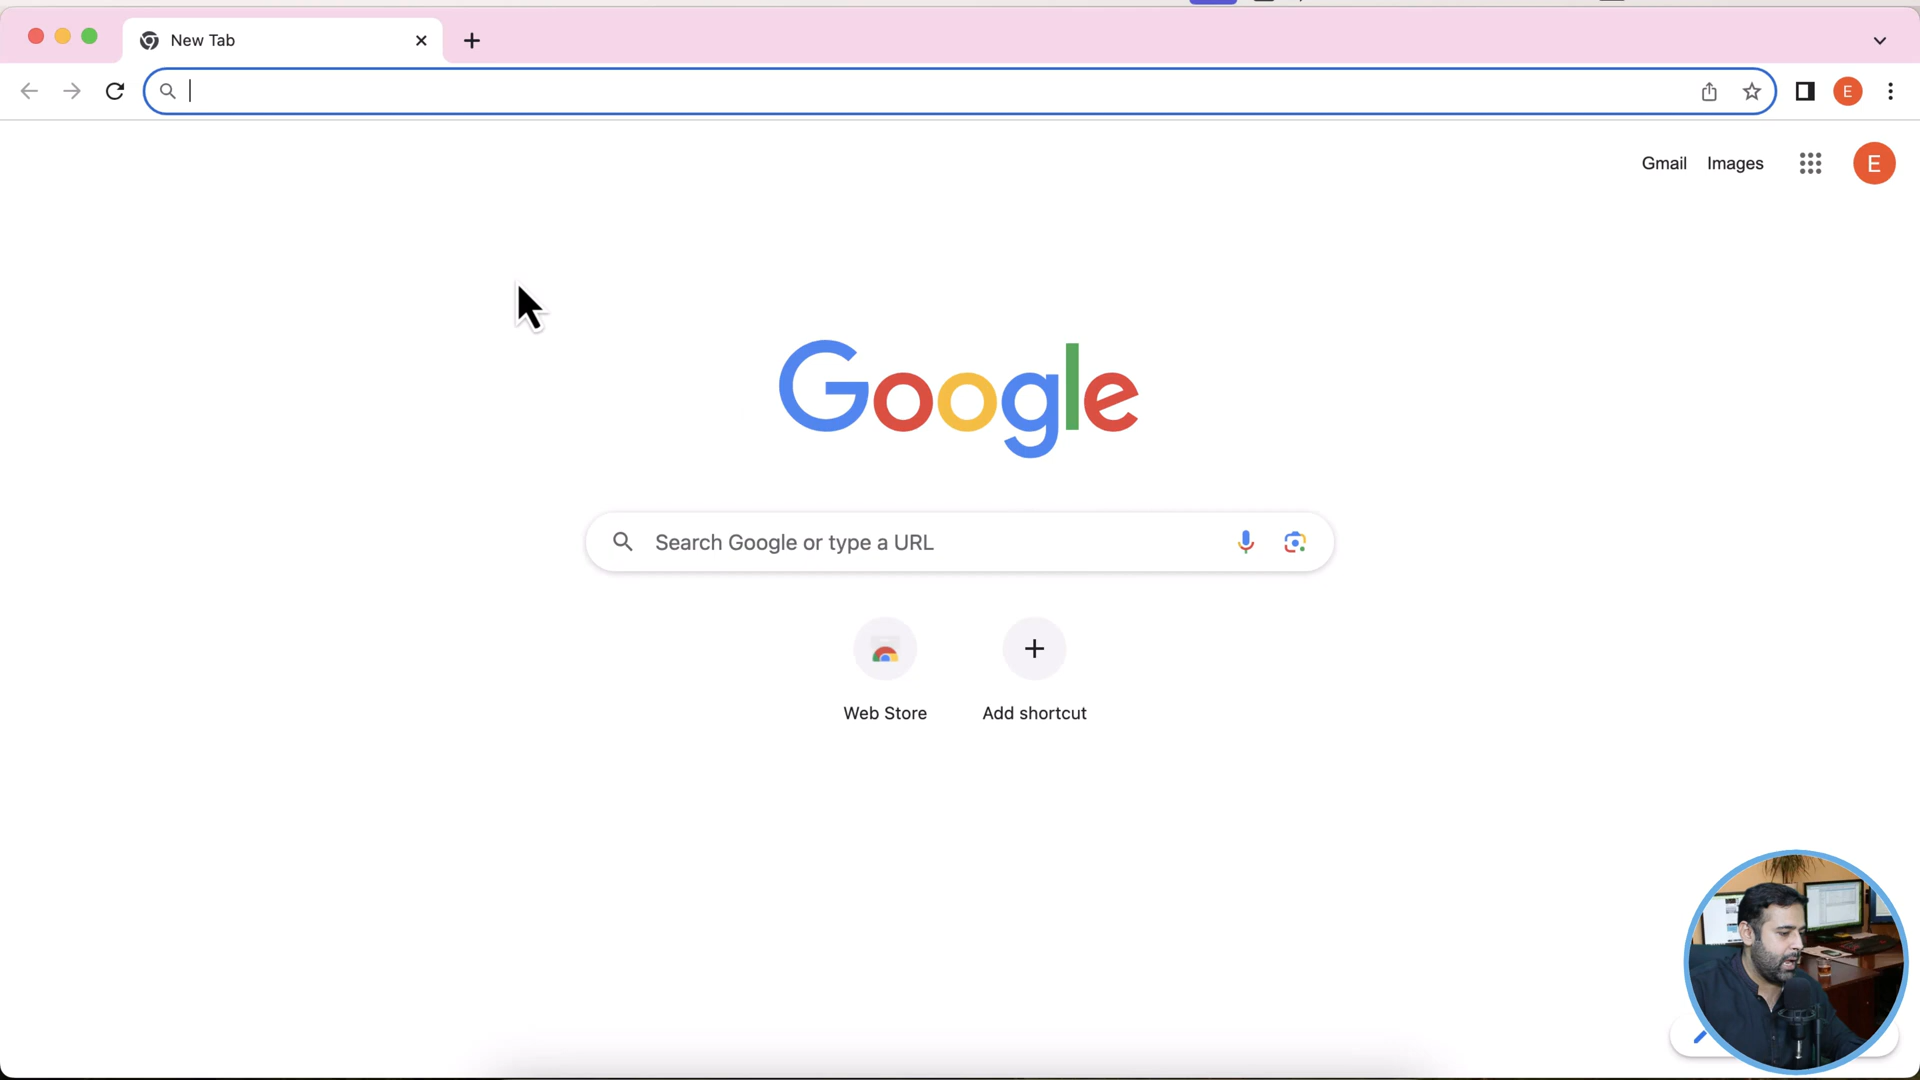 New Tab
E
Gmail Images
E
Google
Search Google or type a URL
Web Store
Add shortcut